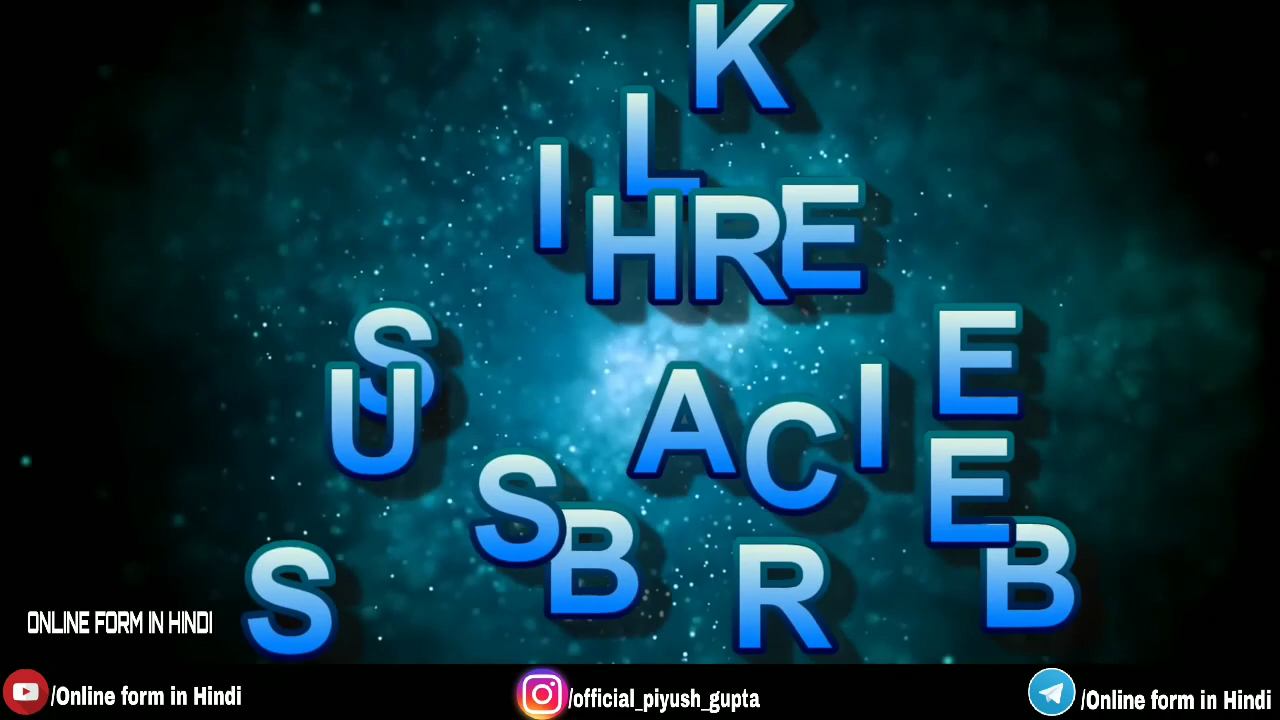 K
L
I
HRE
S
U
A
C
I
E
E
S
B
B
R
S
ONLINE FORM IN HINDI
/Online form in Hindi
/official_piyush_gupta
/Online form in Hindi